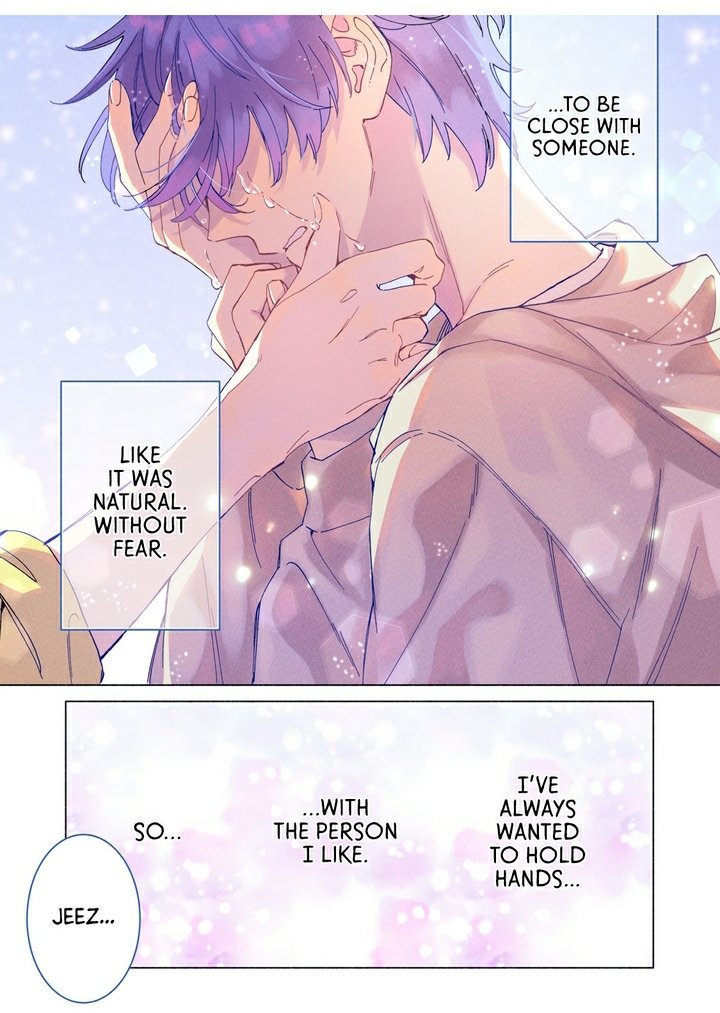 ...TO BE
CLOSE WITH
SOMEONE.
LIKE
IT WAS
NATURAL.
WITHOUT
FEAR.
I'VE
ALWAYS
WANTED
TO HOLD
HANDS...
...WITH
THE PERSON
I LIKE.
SO...
JEEZ...